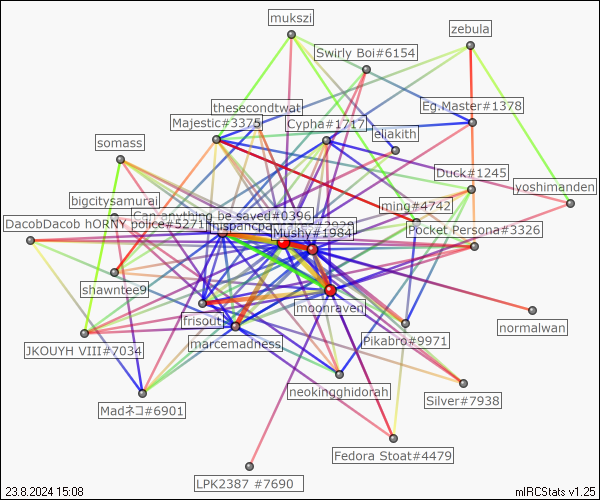 mukszi
zebula
Swirly Boi#6154
thesecondtwat
Eg.Master#1378
Majestic#3375
Cypha#1717
eliakith
somass
Duck#1245
yoshimanden
bigcitysamurai
ming#4742
Can anything be saved#0396
DacobDacob hORNY police#5271
Mushy#1984
Pocket Persona#3326
shawntee9
moonraven
frisout
normalwan
marcemadness
Pikabro#9971
JKOUYH VIII#7034
neokingghidorah
Silver#7938
Madネコ#6901
Fedora Stoat#4479
LPK2387 #7690
23.8.2024 15:08
mIRCStats v1.25